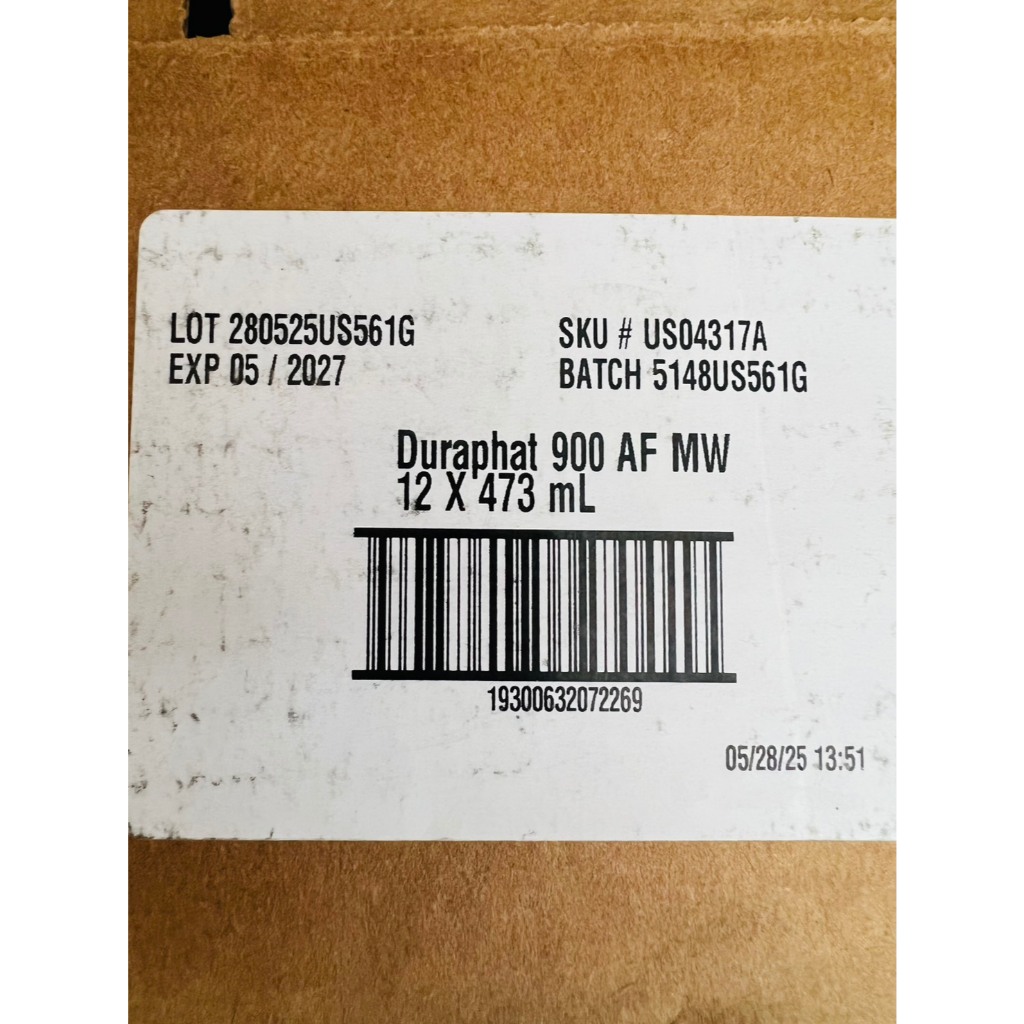 LOT 280525US561G
EXP 05 / 2027
SKU # US04317A
BATCH 5148US561G
Duraphat 900 AF MW
12 X 473 mL
19300632072269
05/28/25 13:51